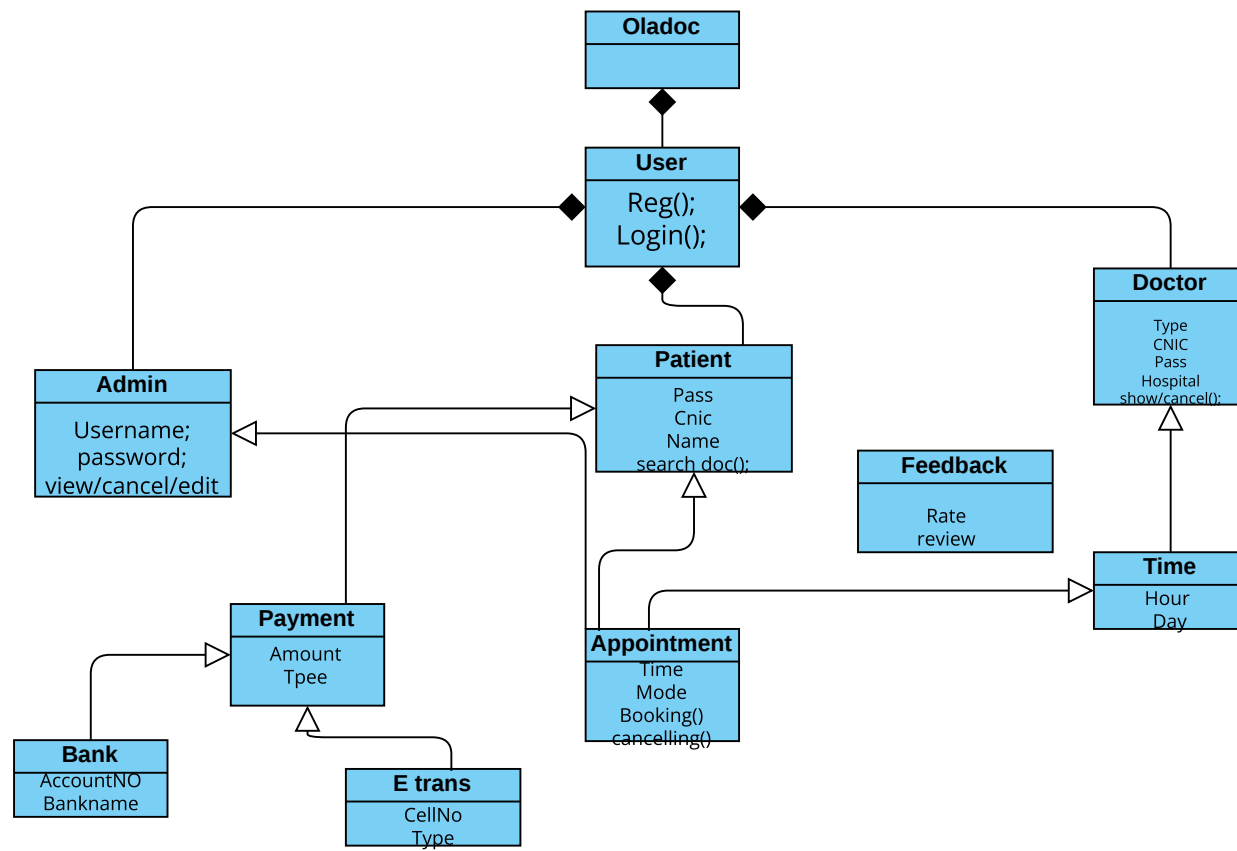 Oladoc
User
Reg();
Login();
Doctor
Type
CNIC
Pass
Hospital
show/cancel();
Patient
Pass
Cnic
Name
search doc();
Admin
Username;
password;
view/cancel/edit
Feedback
Rate
review
Time
Hour
Day
Payment
Amount
Tpee
Appointment
Time
Mode
Booking()
cancelling()
Bank
AccountNO
Bankname
E trans
CellNo
Type